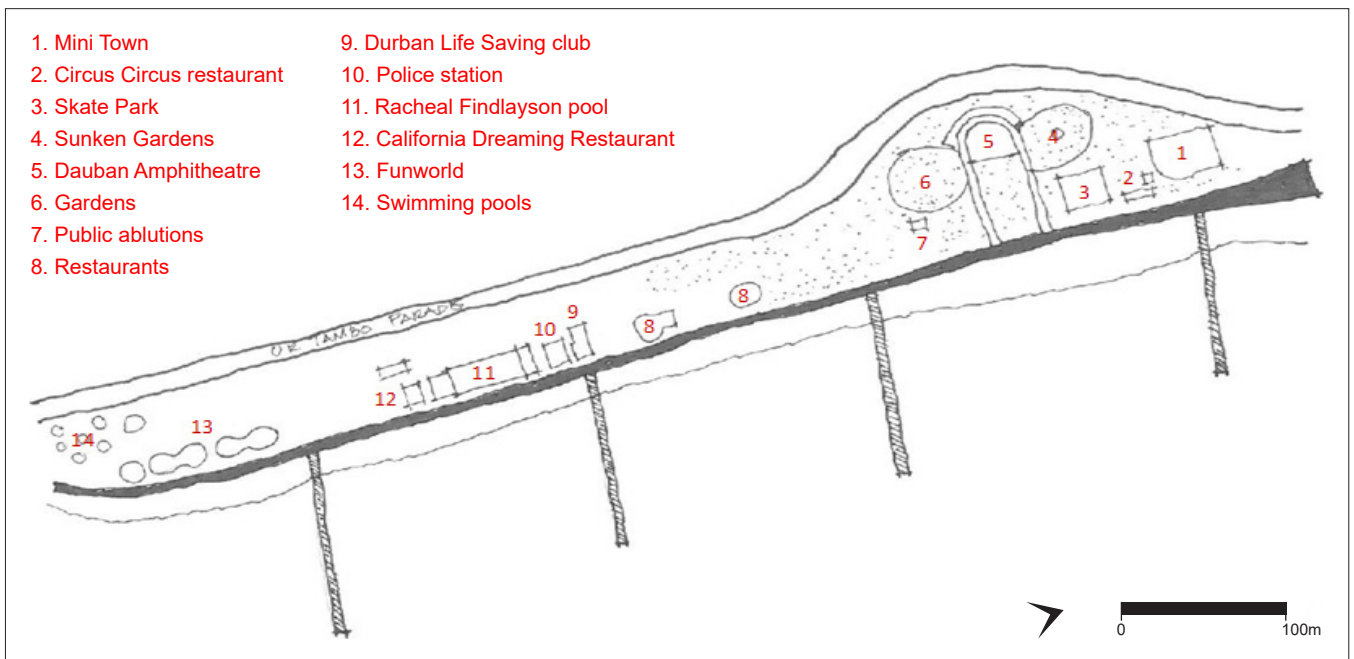 1. Mini Town
2. Circus Circus restaurant
3. Skate Park
4. Sunken Gardens
5. Dauban Amphitheatre
6. Gardens
7. Public ablutions
8. Restaurants
9. Durban Life Saving club
10. Police station
11. Racheal Findlayson pool
12. California Dreaming Restaurant
13. Funworld
14. Swimming pools
4
5
1
6
2
3
7
8
8
OR TAMBO PARADE
9
10
11
12
13
14
0 100m